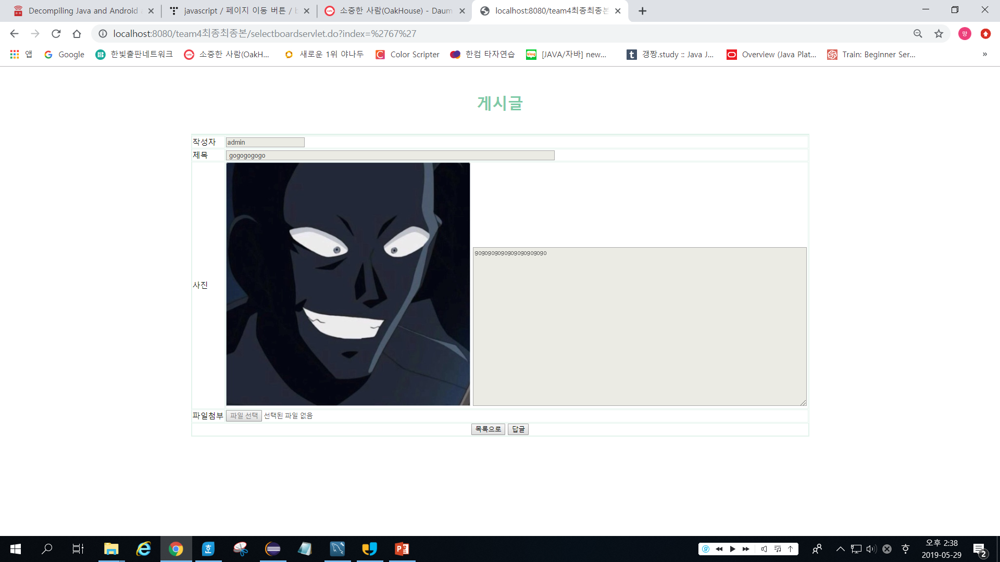 Decompiling Java and Android a
javascript / 페이지 이동 버튼 / b
소중한 사람(OakHouse) - Daum
localhost:8080/team4최종최종본
localhost:8080/team4최종최종본/selectboardservlet.do?index=%2767%27
망
앱
Google
한빛출판네트워크
소중한 사람(OakH...
새로운 1위 야나두
Color Scripter
한컴 타자연습
[JAVA/자바] new...
갱짱.study :: Java J...
Overview (Java Plat...
Train: Beginner Ser...
»
게시글
작성자 admin
제목 gogogogogo
사진 gogogogogogogogogogogo
파일첨부 파일 선택 선택된 파일 없음
목록으로 답글
오후 2:38
2019-05-29
2